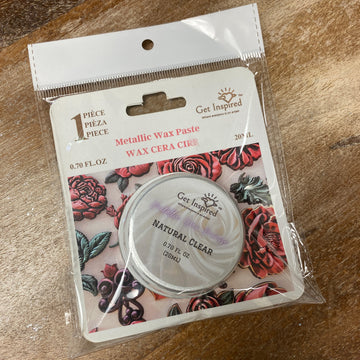 1
PIÈCE
PIÈZA
PIECE
Get Inspired
Metallic Wax Paste
WAX CERA CIRE
0.70 FL.OZ
20ML
Get Inspired
NATURAL CLEAR
0.70 FL. OZ
(20ML)